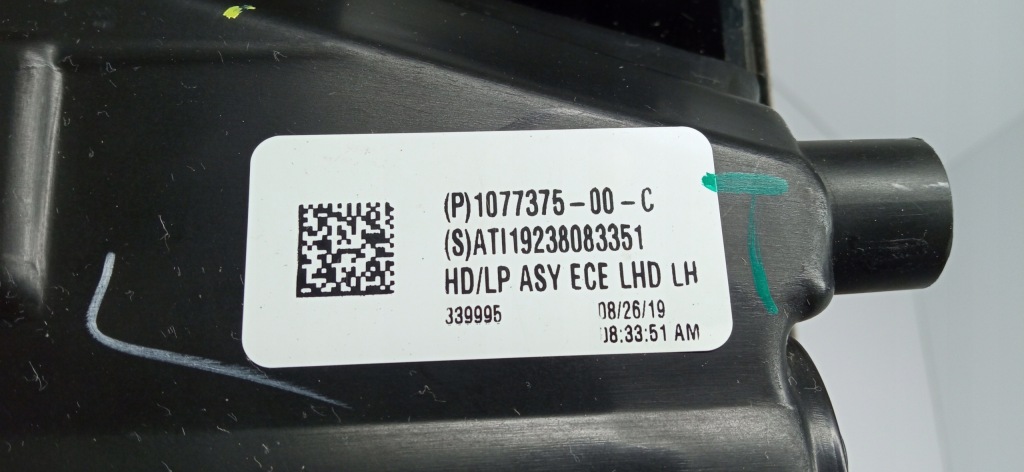 (P)1077375-00-C
(S)ATI19238083351
HD/LP ASY ECE LHD LH
339995 08/26/19
08:33:51 AM